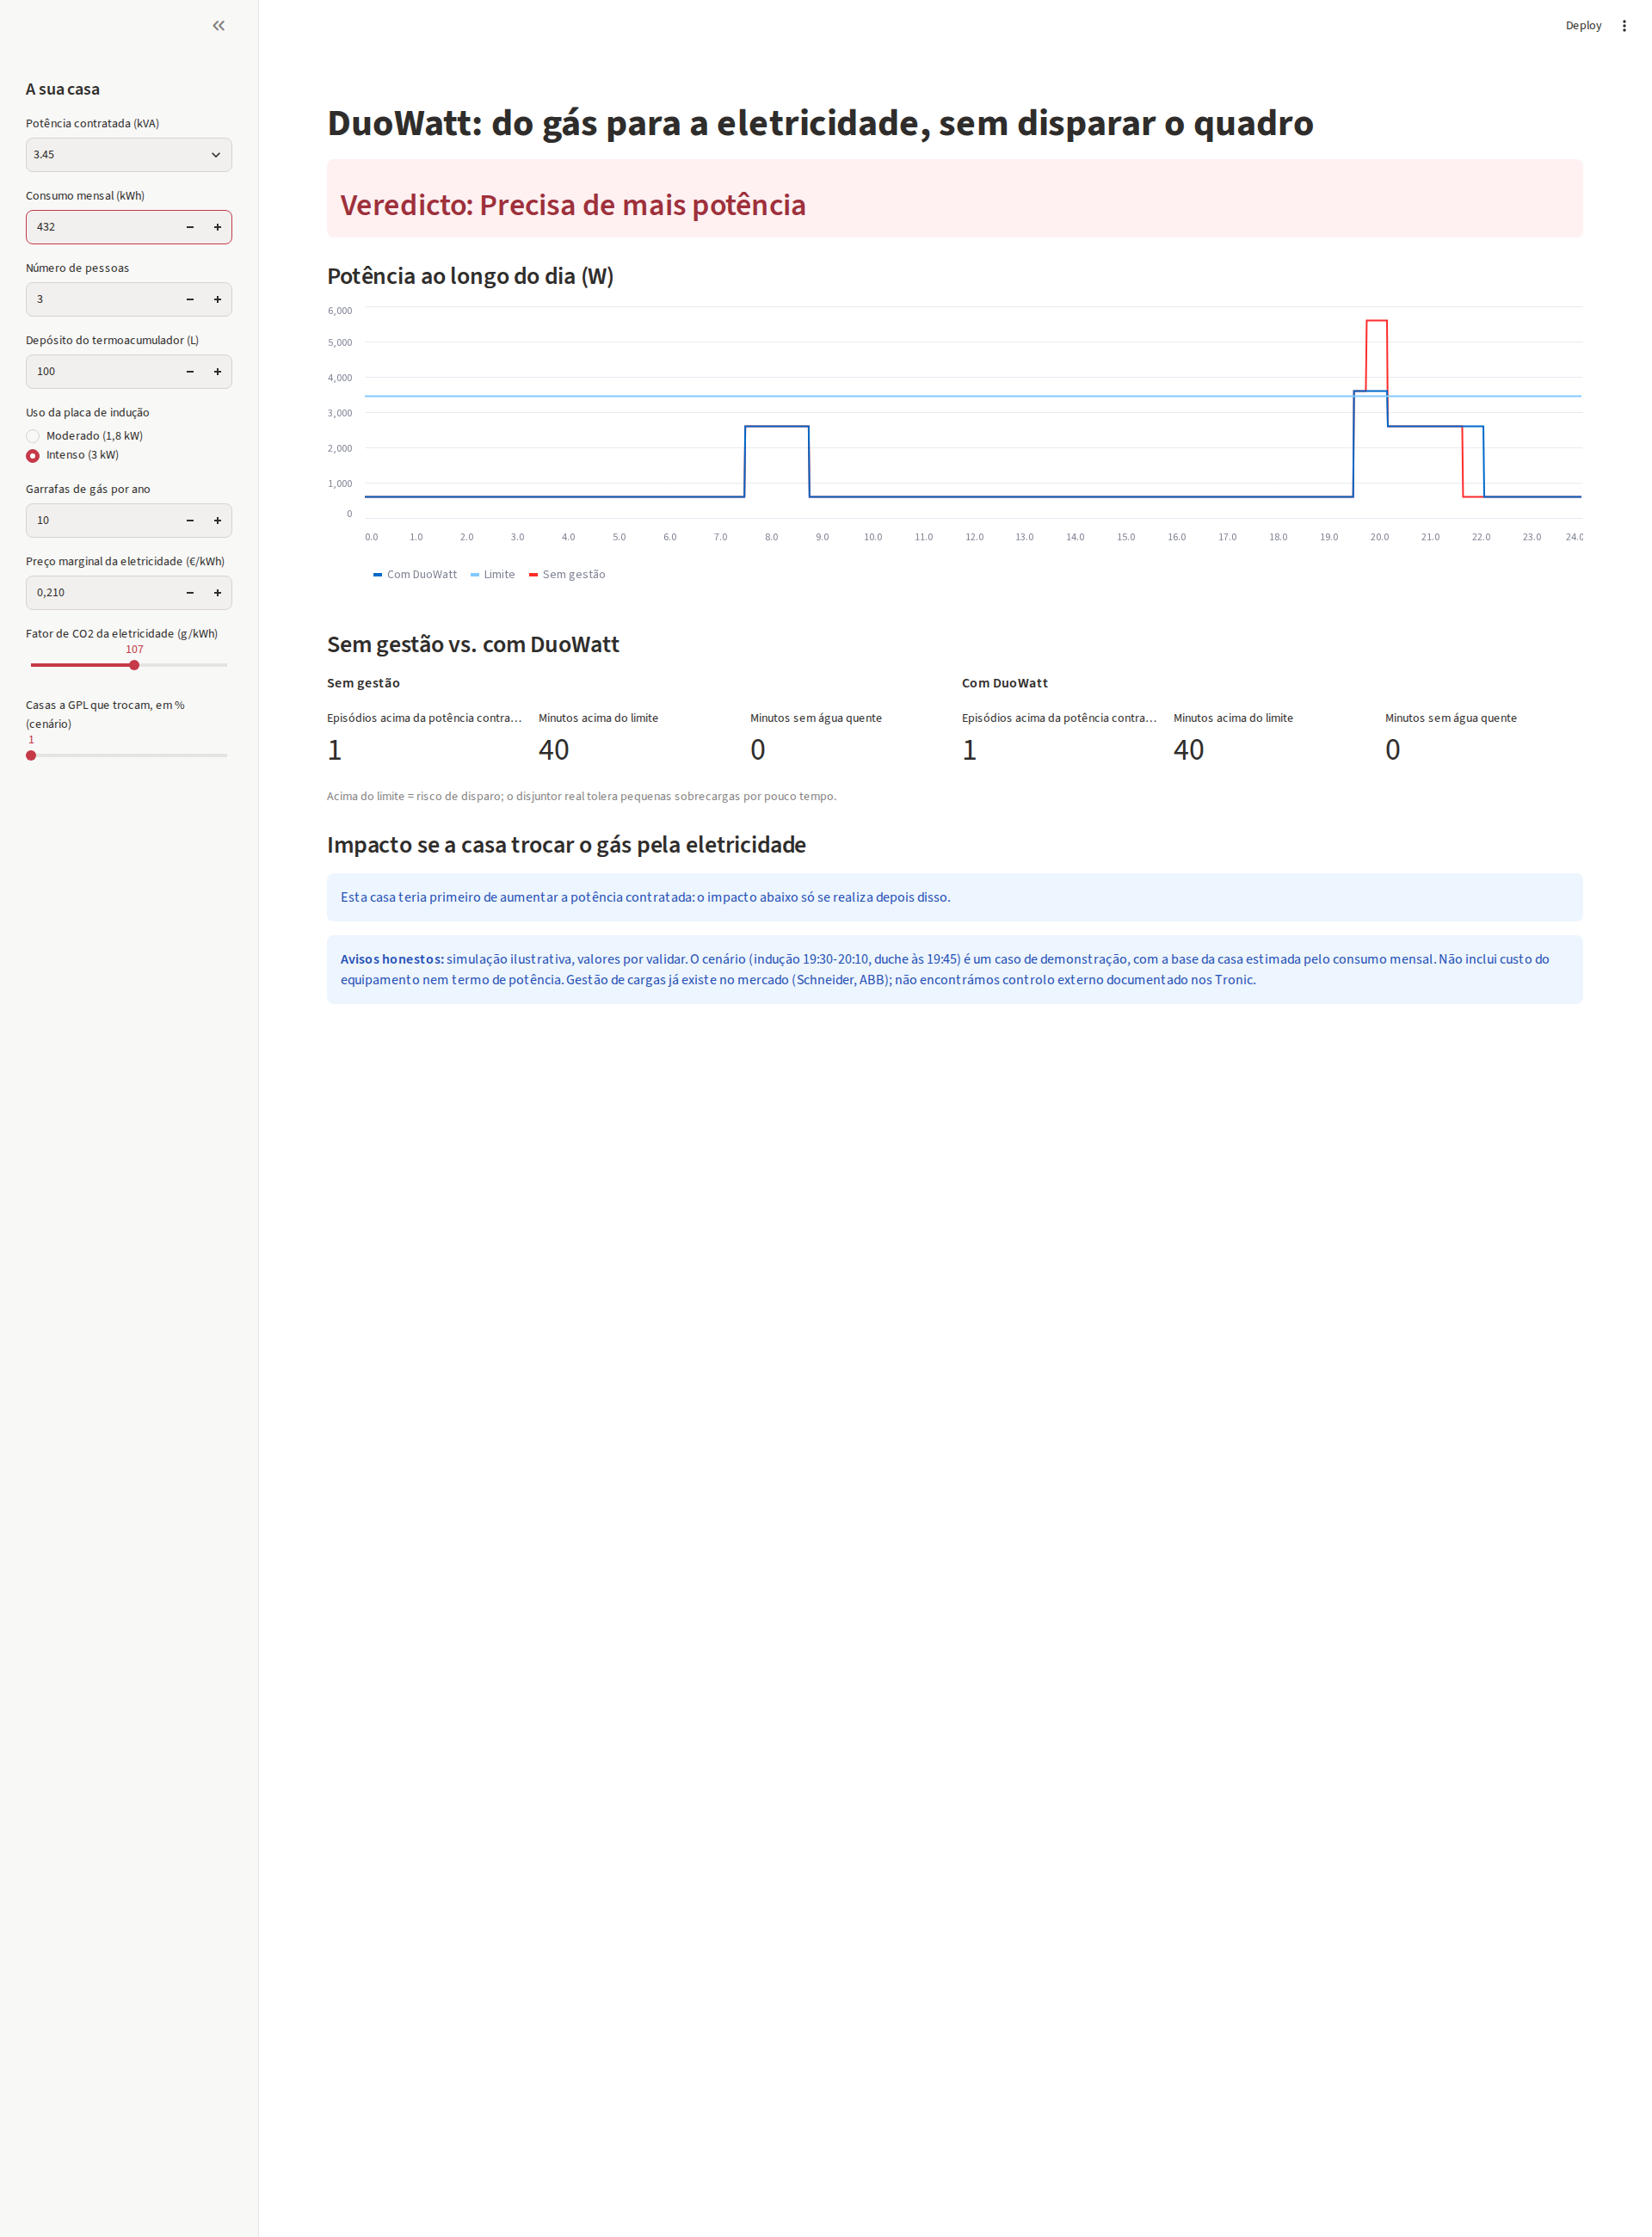 Deploy
A sua casa
Potência contratada (kVA)
3.45
Consumo mensal (kWh)
432
Número de pessoas
3
Depósito do termoacumulador (L)
100
Uso da placa de indução
Moderado (1,8 kW)
Intenso (3 kW)
Garrafas de gás por ano
10
Preço marginal da eletricidade (€/kWh)
0,210
Fator de CO2 da eletricidade (g/kWh)
107
Casas a GPL que trocam, em %
(cenário)
1
DuoWatt: do gás para a eletricidade, sem disparar o quadro
Veredicto: Precisa de mais potência
Potência ao longo do dia (W)
6,000
5,000
4,000
3,000
2,000
1,000
0
0.0 1.0 2.0 3.0 4.0 5.0 6.0 7.0 8.0 9.0 10.0 11.0 12.0 13.0 14.0 15.0 16.0 17.0 18.0 19.0 20.0 21.0 22.0 23.0 24.0
Com DuoWatt Limite Sem gestão
Sem gestão vs. com DuoWatt
Sem gestão Com DuoWatt
Episódios acima da potência contra... Minutos acima do limite Minutos sem água quente Episódios acima da potência contra... Minutos acima do limite Minutos sem água quente
1 40 0 1 40 0
Acima do limite = risco de disparo; o disjuntor real tolera pequenas sobrecargas por pouco tempo.
Impacto se a casa trocar o gás pela eletricidade
Esta casa teria primeiro de aumentar a potência contratada: o impacto abaixo só se realiza depois disso.
Avisos honestos: simulação ilustrativa, valores por validar. O cenário (indução 19:30-20:10, duche às 19:45) é um caso de demonstração, com a base da casa estimada pelo consumo mensal. Não inclui custo do
equipamento nem termo de potência. Gestão de cargas já existe no mercado (Schneider, ABB); não encontrámos controlo externo documentado nos Tronic.